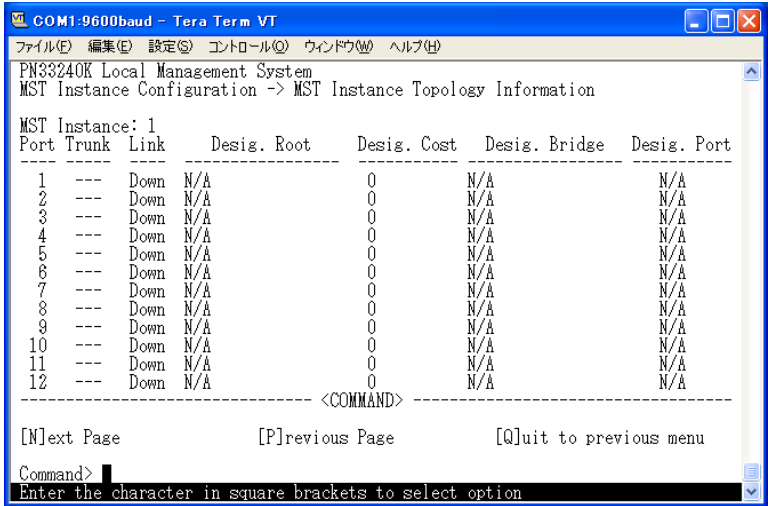 COM1:9600baud - Tera Term VT
ファイル(F) 編集(E) 設定(S) コントロール(O) ウィンドウ(W) ヘルプ(H)
PN33240K Local Management System
MST Instance Configuration -> MST Instance Topology Information
MST Instance: 1
Port Trunk Link Desig. Root Desig. Cost Desig. Bridge Desig. Port
---- ----- ---- ----------------- ----------- ----------------- -----------
1 --- Down N/A 0 N/A N/A
2 --- Down N/A 0 N/A N/A
3 --- Down N/A 0 N/A N/A
4 --- Down N/A 0 N/A N/A
5 --- Down N/A 0 N/A N/A
6 --- Down N/A 0 N/A N/A
7 --- Down N/A 0 N/A N/A
8 --- Down N/A 0 N/A N/A
9 --- Down N/A 0 N/A N/A
10 --- Down N/A 0 N/A N/A
11 --- Down N/A 0 N/A N/A
12 --- Down N/A 0 N/A N/A
-------------------------------- <COMMAND> -----------------------------------
[N]ext Page [P]revious Page [Q]uit to previous menu
Command>
Enter the character in square brackets to select option